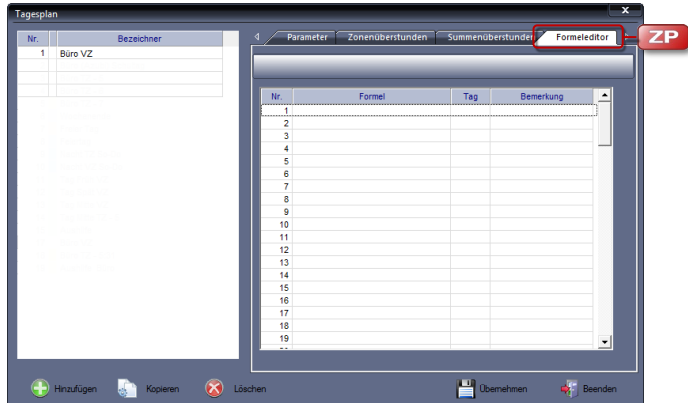 Tagesplan
x
Nr. Bezeichner
1 Büro VZ
Parameter Zonenüberstunden Summenüberstunden Formeleditor
ZP
Nr. Formel Tag Bemerkung
1
2
3
4
5
6
7
8
9
10
11
12
13
14
15
16
17
18
19
Hinzufügen Kopieren Löschen Übernehmen Beenden